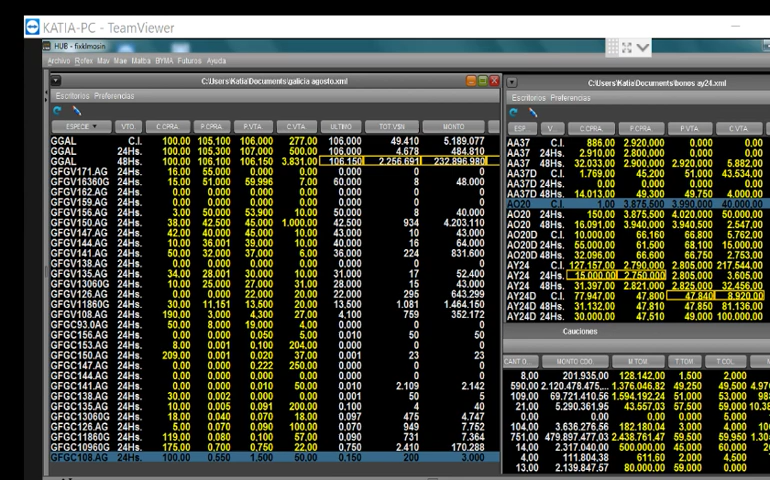 KATIA-PC - TeamViewer
HUB - fixklmosin
Archivo Rofex Mav Mae Matba BYMA Futuros Ayuda
C:\Users\Katia\Documents\galicia agosto.xml
Escritorios Preferencias
ESPECIE VTO. C.CPRA. P.CPRA. P.VTA. C.VTA. ULTIMO TOT V$N MONTO
GGAL C.I. 100,00 105,100 106,000 277,00 106,000 49,410 5.189,077
GGAL 24Hs. 100,00 105,300 107,000 500,00 106,000 4,678 484,810
GGAL 48Hs. 100,00 106,100 106,150 3.831,00 106,150 2.256,691 232.896,980
GFGV171.AG 24Hs. 16,00 55,000 0,000 0,00 0,000 0 0
GFGV16360G 24Hs. 15,00 51,000 59,996 7,00 60,000 8 48,000
GFGV162.AG 24Hs. 0,00 0,000 0,000 0,00 0,000 0 0
GFGV159.AG 24Hs. 0,00 0,000 0,000 0,00 0,000 0 0
GFGV156.AG 24Hs. 3,00 50,000 53,900 10,00 50,000 8 40,000
GFGV150.AG 24Hs. 38,00 42,500 45,000 1.000,00 42,500 934 4.203,110
GFGV147.AG 24Hs. 42,00 40,000 45,000 10,00 43,000 10 43,000
GFGV144.AG 24Hs. 10,00 36,001 39,000 10,00 40,000 16 64,000
GFGV141.AG 24Hs. 50,00 32,000 37,000 6,00 36,000 224 831,600
GFGV138.AG 24Hs. 0,00 0,000 0,000 0,00 0,000 0 0
GFGV135.AG 24Hs. 34,00 28,001 30,000 10,00 31,000 17 52,400
GFGV13060G 24Hs. 10,00 25,000 27,000 31,00 28,000 15 43,000
GFGV126.AG 24Hs. 0,00 0,000 22,000 20,00 22,000 295 643,299
GFGV11860G 24Hs. 30,00 11,151 13,500 20,00 13,500 1,081 1.464,150
GFGV108.AG 24Hs. 190,00 3,000 4,300 27,00 4,100 759 352,172
GFGC93.0AG 24Hs. 50,00 8,000 19,000 4,00 0,000 0 0
GFGC156.AG 24Hs. 0,00 0,000 0,050 5,00 0,010 50 50
GFGC153.AG 24Hs. 8,00 0,001 0,100 204,00 0,000 0 0
GFGC150.AG 24Hs. 209,00 0,001 0,020 37,00 0,001 23 23
GFGC147.AG 24Hs. 0,00 0,000 0,222 250,00 0,000 0 0
GFGC144.AG 24Hs. 0,00 0,000 0,000 0,00 0,000 0 0
GFGC141.AG 24Hs. 0,00 0,000 0,010 50,00 0,010 2,109 2,142
GFGC138.AG 24Hs. 30,00 0,002 0,000 0,00 0,001 50 5
GFGC135.AG 24Hs. 10,00 0,005 0,091 200,00 0,100 4 40
GFGC13060G 24Hs. 18,00 0,040 0,070 18,00 0,097 475 4,747
GFGC126.AG 24Hs. 5,00 0,070 0,090 100,00 0,070 949 7,752
GFGC11860G 24Hs. 119,00 0,080 0,100 57,00 0,090 731 7,364
GFGC10960G 24Hs. 175,00 0,700 0,750 22,00 0,750 2,410 170,288
GFGC108.AG 24Hs. 100,00 0,550 1,500 50,00 0,150 200 3,000
C:\Users\Katia\Documents\bonos ay24.xml
Escritorios Preferencias
ESP. V... C.CPRA. P.CPRA. P.VTA. C.VTA.
AA37 C.I. 886,00 2.920,000 0,000 0,00
AA37 24Hs. 2.910,00 2.800,000 0,000 0,00
AA37 48Hs. 32.033,00 2.900,000 2.920,000 5.882,00
AA37D C.I. 1.769,00 45,200 51,000 43.534,00
AA37D 24Hs. 0,00 0,000 0,000 0,00
AA37D 48Hs. 14.013,00 49,300 49,750 4.000,00
AO20 C.I. 1,00 3.875,500 3.990,000 40.000,00
AO20 24Hs. 150,00 3.875,500 4.020,000 50.000,00
AO20 48Hs. 16.091,00 3.940,000 3.940,500 2.547,00
AO20D C.I. 10.000,00 66,160 66,800 5.762,00
AO20D 24Hs. 55.000,00 61,500 68,100 15.000,00
AO20D 48Hs. 32.096,00 66,600 66,750 2.753,00
AY24 C.I. 127.157,00 2.790,000 2.805,000 217.644,00
AY24 24Hs. 15.000,00 2.750,000 2.805,000 3.605,00
AY24 48Hs. 31.397,00 2.821,000 2.825,000 32.456,00
AY24D C.I. 77.947,00 47,800 47,840 8.920,00
AY24D 48Hs. 31.132,00 47,810 47,850 81.136,00
AY24D 24Hs. 30.000,00 47,510 49,000 100.000,00
Cauciones
CANT O... MONTO CDO. M.TOM. T.TOM T.COL.
8,00 201.935,00 128.142,00 1,500 2,000
590,00 2.120.478.475,... 1.376.046,82 49,250 49,500
109,00 69.721.410,56 1.594.192,24 51,000 53,000
21,00 5.290.361,95 43.557,03 57,500 59,000
0,00 0,00 0,00 0,000 5,000
104,00 3.636.276,56 182.180,04 3,000 4,000
751,00 479.897.477,03 2.438.761,47 59,500 59,950
14,00 2.317.040,00 500.000,00 45,000 60,000
4,00 111.804,38 611,60 2,000 4,500
13,00 2.139.847,57 80.000,00 59,000 0,000